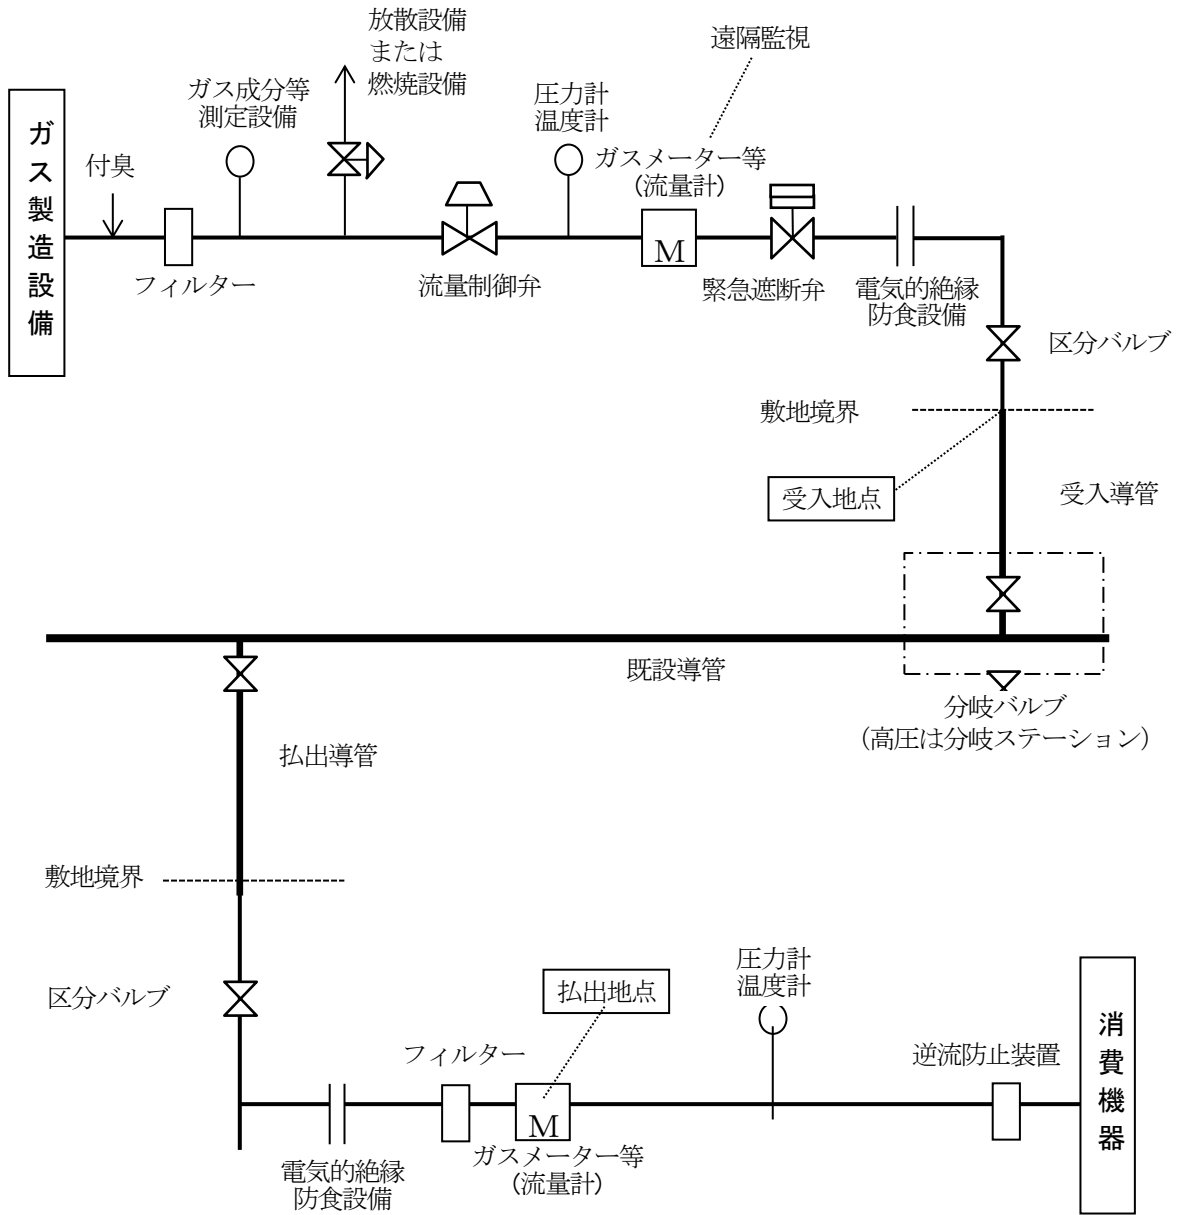 放散設備
または
燃焼設備
遠隔監視
ガス成分等
測定設備
圧力計
温度計
ガスメーター等
(流量計)
ガス製造設備
付臭
M
フィルター
流量制御弁
緊急遮断弁
電気的絶縁
防食設備
区分バルブ
敷地境界
受入地点
受入導管
既設導管
分岐バルブ
（高圧は分岐ステーション）
払出導管
敷地境界
区分バルブ
払出地点
圧力計
温度計
フィルター
逆流防止装置
消費機器
M
ガスメーター等
(流量計)
電気的絶縁
防食設備